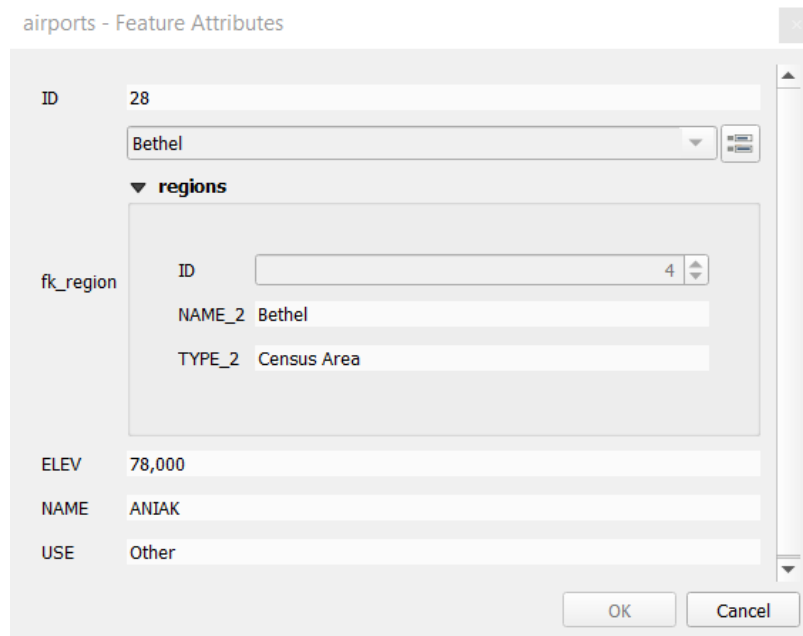 airports - Feature Attributes
ID 28
Bethel
regions
fk_region
ID 4
NAME_2 Bethel
TYPE_2 Census Area
ELEV 78,000
NAME ANIAK
USE Other
OK Cancel